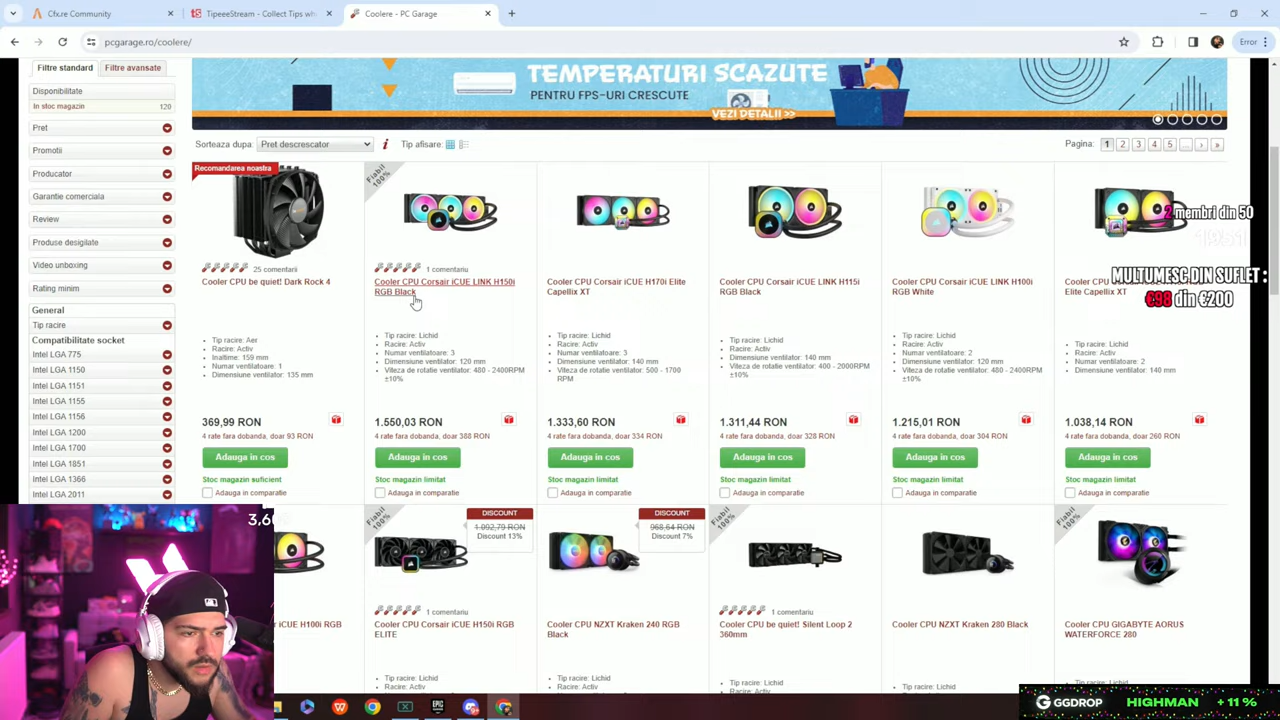 Cfx.re Community
TipeeeStream - Collect Tips wh
Coolere - PC Garage
pcgarage.ro/coolere/
Error
Filtre standard
Filtre avansate
Disponibilitate
In stoc magazin 120
Pret
Promotii
Producator
Garantie comerciala
Review
Produse desigilate
Video unboxing
Rating minim
General
Tip racire
Compatibilitate socket
Intel LGA 775
Intel LGA 1150
Intel LGA 1151
Intel LGA 1155
Intel LGA 1156
Intel LGA 1200
Intel LGA 1700
Intel LGA 1851
Intel LGA 1366
Intel LGA 2011
TEMPERATURI SCAZUTE
PENTRU FPS-URI CRESCUTE
VEZI DETALII >>
Sorteaza dupa: Pret descrescator
Tip afisare:
Pagina: 1 2 3 4 5 ... › »
Recomandarea noastra
25 comentarii
Cooler CPU be quiet! Dark Rock 4
Tip racire: Aer
Racire: Activ
Inaltime: 159 mm
Numar ventilatoare: 1
Dimensiune ventilator: 135 mm
369,99 RON
4 rate fara dobanda, doar 93 RON
Adauga in cos
Stoc magazin suficient
Adauga in comparatie
Fiabil
100%
1 comentariu
Cooler CPU Corsair iCUE LINK H150i
RGB Black
Tip racire: Lichid
Racire: Activ
Numar ventilatoare: 3
Dimensiune ventilator: 120 mm
Viteza de rotatie ventilator: 480 - 2400RPM
±10%
1.550,03 RON
4 rate fara dobanda, doar 388 RON
Adauga in cos
Stoc magazin limitat
Adauga in comparatie
Cooler CPU Corsair iCUE H170i Elite
Capellix XT
Tip racire: Lichid
Racire: Activ
Numar ventilatoare: 3
Dimensiune ventilator: 140 mm
Viteza de rotatie ventilator: 500 - 1700
RPM
1.333,60 RON
4 rate fara dobanda, doar 334 RON
Adauga in cos
Stoc magazin limitat
Adauga in comparatie
Cooler CPU Corsair iCUE LINK H115i
RGB Black
Tip racire: Lichid
Racire: Activ
Dimensiune ventilator: 140 mm
Viteza de rotatie ventilator: 400 - 2000RPM
±10%
1.311,44 RON
4 rate fara dobanda, doar 328 RON
Adauga in cos
Stoc magazin limitat
Adauga in comparatie
Cooler CPU Corsair iCUE LINK H100i
RGB White
Tip racire: Lichid
Racire: Activ
Numar ventilatoare: 2
Dimensiune ventilator: 120 mm
Viteza de rotatie ventilator: 480 - 2400RPM
±10%
1.215,01 RON
4 rate fara dobanda, doar 304 RON
Adauga in cos
Stoc magazin limitat
Adauga in comparatie
Elite Capellix XT
Tip racire: Lichid
Racire: Activ
Numar ventilatoare: 2
Dimensiune ventilator: 140 mm
1.038,14 RON
4 rate fara dobanda, doar 260 RON
Adauga in cos
Stoc magazin limitat
Adauga in comparatie
2 membri din 50
MULTUMESC DIN SUFLET :
€98 din €200
iCUE H100i RGB
Fiabil
100%
DISCOUNT
1.092,79 RON
Discount 13%
1 comentariu
Cooler CPU Corsair iCUE H150i RGB
ELITE
Tip racire: Lichid
Racire: Activ
DISCOUNT
968,64 RON
Discount 7%
Cooler CPU NZXT Kraken 240 RGB
Black
Tip racire: Lichid
Racire: Activ
Fiabil
100%
1 comentariu
Cooler CPU be quiet! Silent Loop 2
360mm
Tip racire: Lichid
Racire: Activ
Cooler CPU NZXT Kraken 280 Black
Tip racire: Lichid
Racire: Activ
Fiabil
100%
Cooler CPU GIGABYTE AORUS
WATERFORCE 280
Tip racire: Lichid
EPIC
GGDROP
HIGHMAN +11%